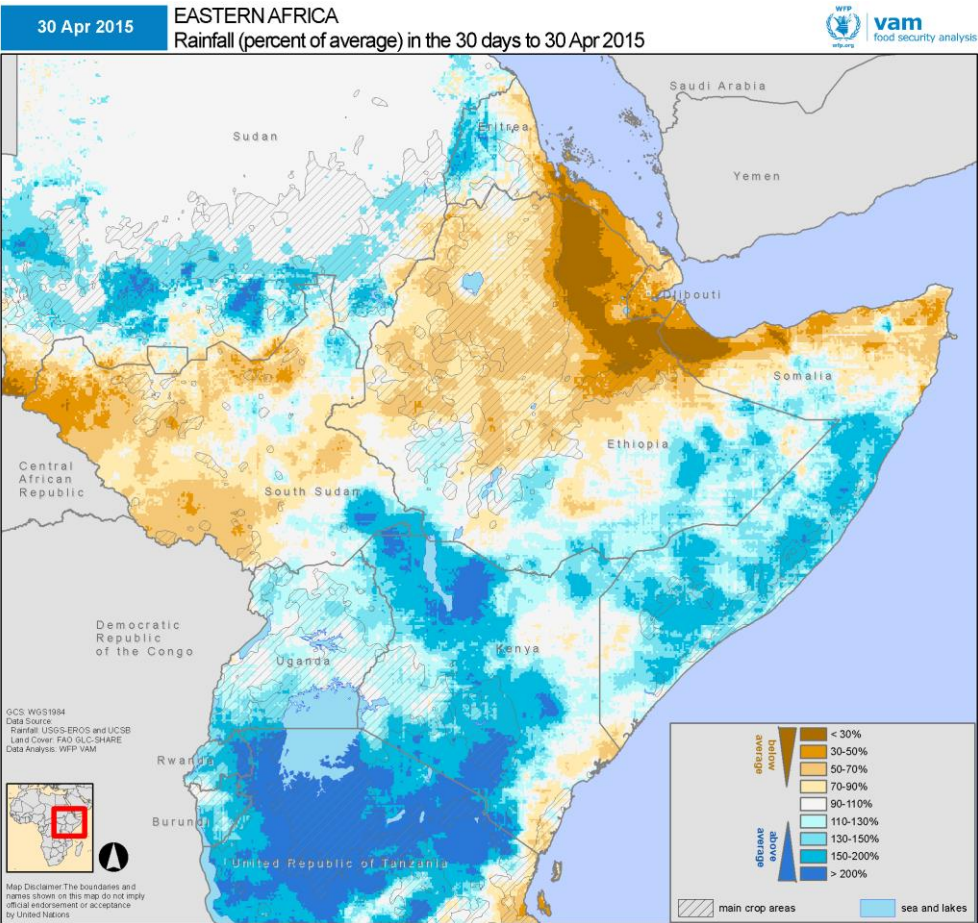 30 Apr 2015
EASTERN AFRICA
Rainfall (percent of average) in the 30 days to 30 Apr 2015
WFP
wfp.org
vam
food security analysis
Saudi Arabia
Sudan
Eritrea
Yemen
Djibouti
Somalia
Ethiopia
Central
African
Republic
South Sudan
Democratic
Republic
of the Congo
Uganda
Kenya
GCS: WGS1984
Data Source:
Rainfall: USGS-EROS and UCSB
Land Cover: FAO GLC-SHARE
Data Analysis: WFP VAM
Rwanda
Burundi
United Republic of Tanzania
Map Disclaimer:The boundaries and
names shown on this map do not imply
official endorsement or acceptance
by United Nations
below
average
above
average
< 30%
30-50%
50-70%
70-90%
90-110%
110-130%
130-150%
150-200%
> 200%
main crop areas
sea and lakes